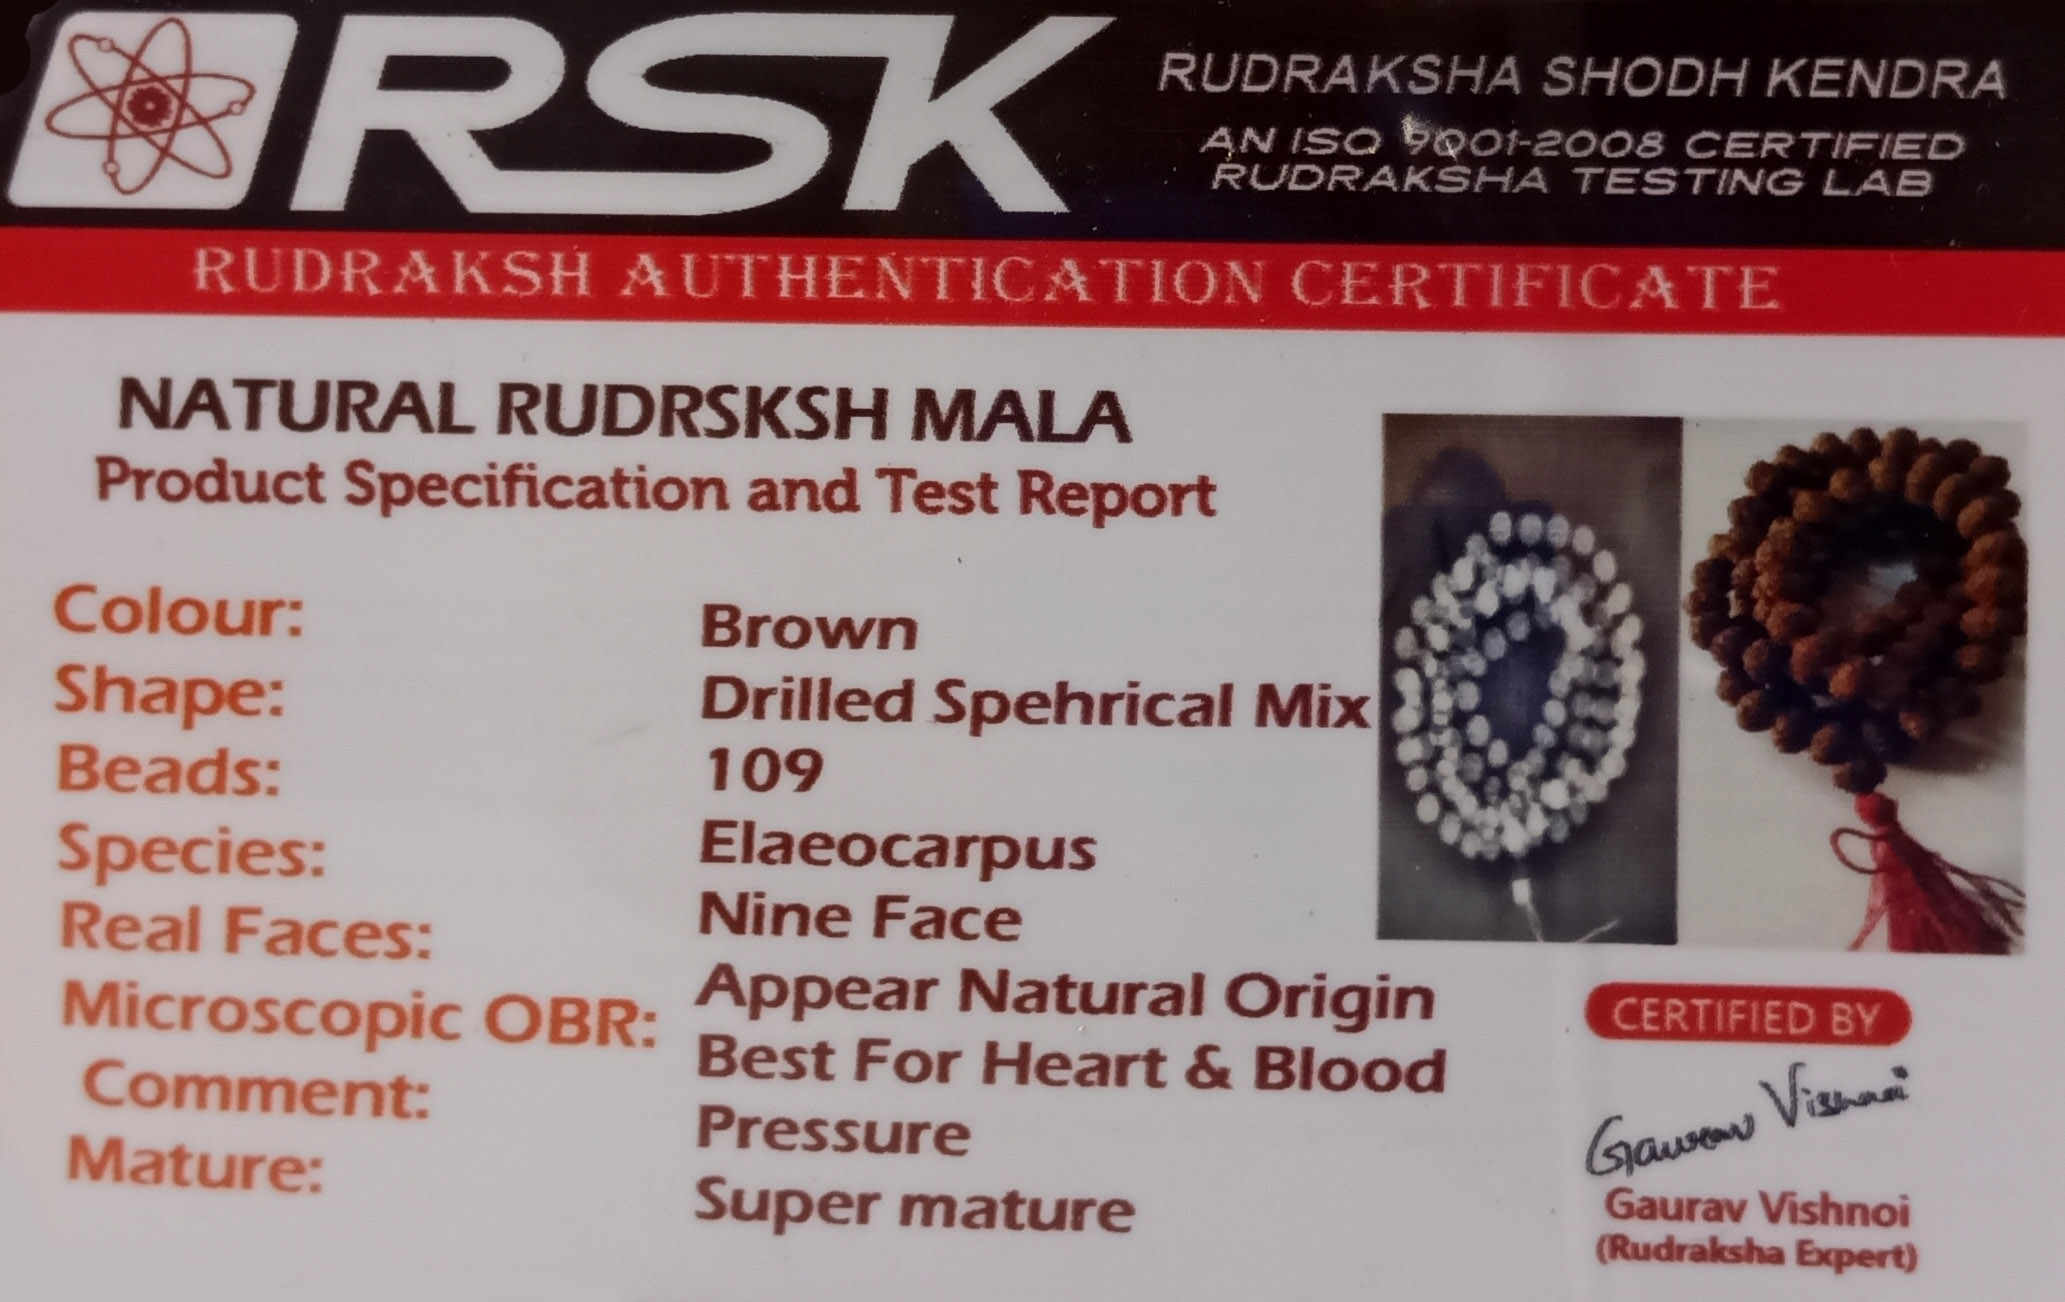 RSK
RUDRAKSHA SHODH KENDRA
AN ISO 9001-2008 CERTIFIED
RUDRAKSHA TESTING LAB
RUDRAKSH AUTHENTICATION CERTIFICATE
NATURAL RUDRSKSH MALA
Product Specification and Test Report
Colour: Brown
Shape: Drilled Spehrical Mix
Beads: 109
Species: Elaeocarpus
Real Faces: Nine Face
Microscopic OBR: Appear Natural Origin
Comment: Best For Heart & Blood
Pressure
Mature: Super mature
CERTIFIED BY
Gaurav Vishnoi
Gaurav Vishnoi
(Rudraksha Expert)